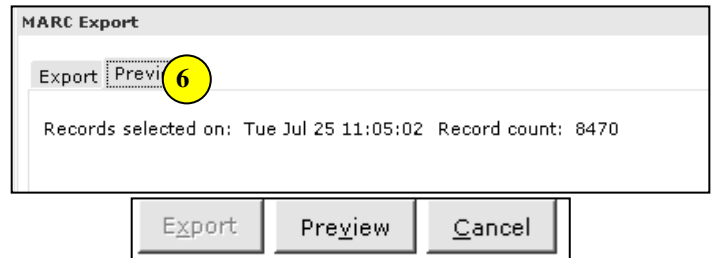 MARC Export
Export Previ 6
Records selected on: Tue Jul 25 11:05:02 Record count: 8470
Export Preview Cancel